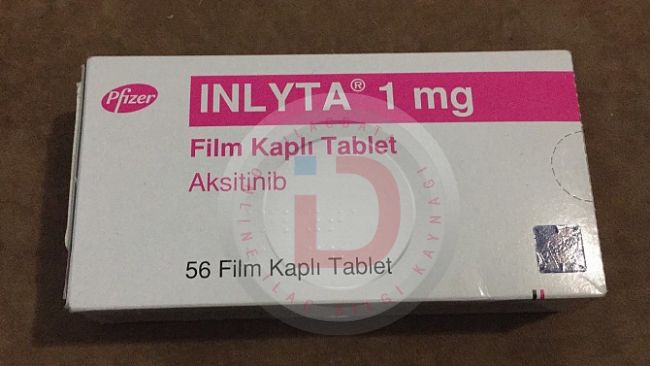 Pfizer
INLYTA® 1 mg
Film Kaplı Tablet
Aksitinib
56 Film Kaplı Tablet